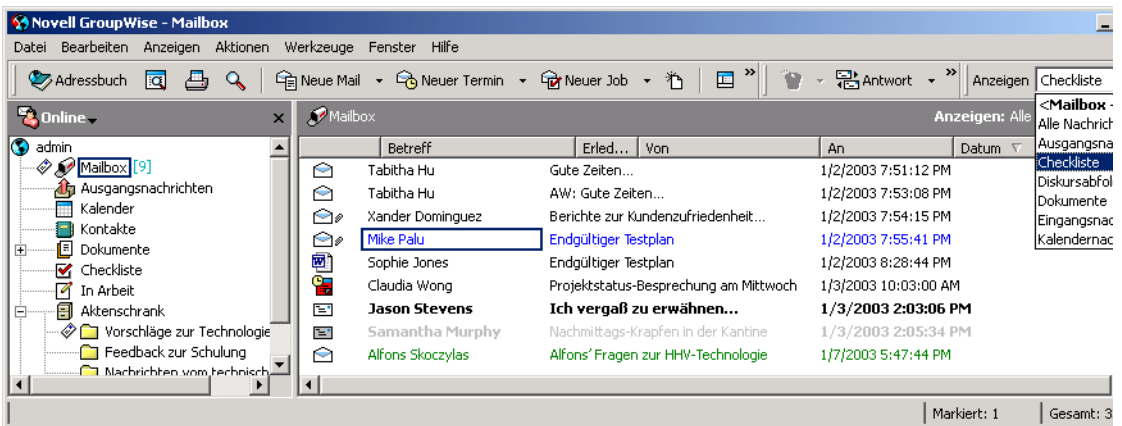 Novell GroupWise - Mailbox
Datei Bearbeiten Anzeigen Aktionen Werkzeuge Fenster Hilfe
Adressbuch Neue Mail Neuer Termin Neuer Job Antwort Anzeigen Checkliste
Online
Mailbox Anzeigen: Alle
<Mailbox -
Alle Nachrich
Ausgangsna
Checkliste
Diskursabfol
Dokumente
Eingangsnac
Kalendernac
admin
Mailbox [9]
Ausgangsnachrichten
Kalender
Kontakte
Dokumente
Checkliste
In Arbeit
Aktenschrank
Vorschläge zur Technologie
Feedback zur Schulung
Nachrichten vom technisch
Betreff Erled... Von An Datum
Tabitha Hu Gute Zeiten... 1/2/2003 7:51:12 PM
Tabitha Hu AW: Gute Zeiten... 1/2/2003 7:53:08 PM
Xander Dominguez Berichte zur Kundenzufriedenheit... 1/2/2003 7:54:15 PM
Mike Palu Endgültiger Testplan 1/2/2003 7:55:41 PM
Sophie Jones Endgültiger Testplan 1/2/2003 8:28:44 PM
Claudia Wong Projektstatus-Besprechung am Mittwoch 1/3/2003 10:03:00 AM
Jason Stevens Ich vergaß zu erwähnen... 1/3/2003 2:03:06 PM
Samantha Murphy Nachmittags-Krapfen in der Kantine 1/3/2003 2:05:34 PM
Alfons Skoczylas Alfons' Fragen zur HHV-Technologie 1/7/2003 5:47:44 PM
Markiert: 1 Gesamt: 3